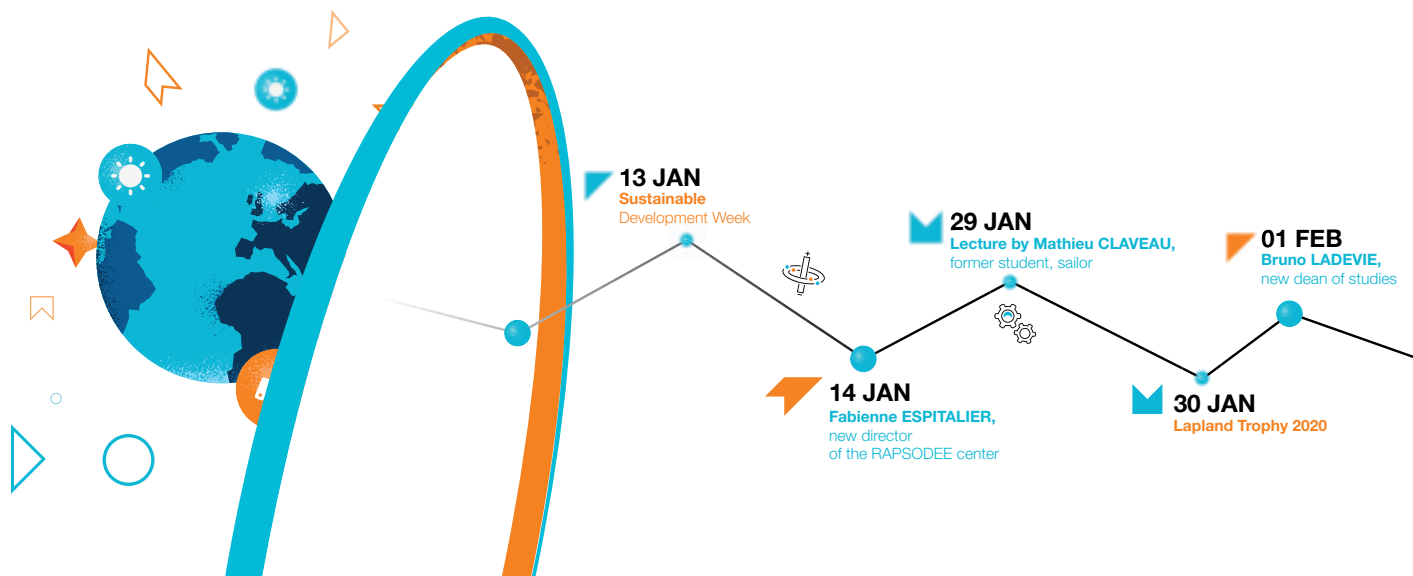 13 JAN
Sustainable
Development Week
14 JAN
Fabienne ESPITALIER,
new director
of the RAPSODEE center
29 JAN
Lecture by Mathieu CLAVEAU,
former student, sailor
30 JAN
Lapland Trophy 2020
01 FEB
Bruno LADEVIE,
new dean of studies